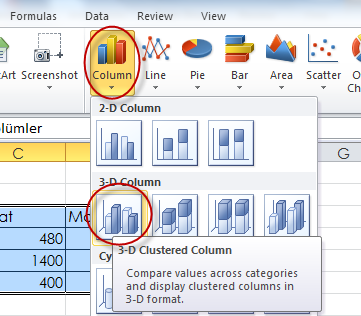 Formulas Data Review View
Art Screenshot Column Line Pie Bar Area Scatter O
Ch
lümler
2-D Column
C G
3-D Column
at Ma
480
1400
400
3-D Clustered Column
Cy
Compare values across categories
and display clustered columns in
3-D format.